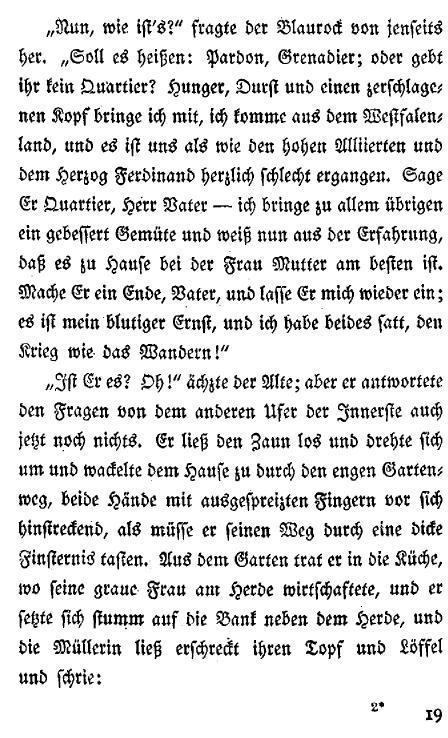 „Nun, wie ist's?“ fragte der Blaurock von jenseits
her. „Soll es heißen: Pardon, Grenadier; oder gebt
ihr kein Quartier? Hunger, Durst und einen zerschlage-
nen Kopf bringe ich mit, ich komme aus dem Westfalen-
land, und es ist uns als wie den hohen Alliierten und
dem Herzog Ferdinand herzlich schlecht ergangen. Sage
Er Quartier, Herr Vater — ich bringe zu allem übrigen
ein gebessert Gemüte und weiß nun aus der Erfahrung,
daß es zu Hause bei der Frau Mutter am besten ist.
Mache Er ein Ende, Vater, und lasse Er mich wieder ein;
es ist mein blutiger Ernst, und ich habe beides satt, den
Krieg wie das Wandern!“
„Ist Er es? Oh!“ ächzte der Alte; aber er antwortete
den Fragen von dem anderen Ufer der Innerste auch
jetzt noch nichts. Er ließ den Zaun los und drehte sich
um und wackelte dem Hause zu durch den engen Garten-
weg, beide Hände mit ausgespreizten Fingern vor sich
hinstreckend, als müsse er seinen Weg durch eine dicke
Finsternis tasten. Aus dem Garten trat er in die Küche,
wo seine graue Frau am Herde wirtschaftete, und er
setzte sich stumm auf die Bank neben dem Herde, und
die Müllerin ließ erschreckt ihren Topf und Löffel
und schrie:
2*
19